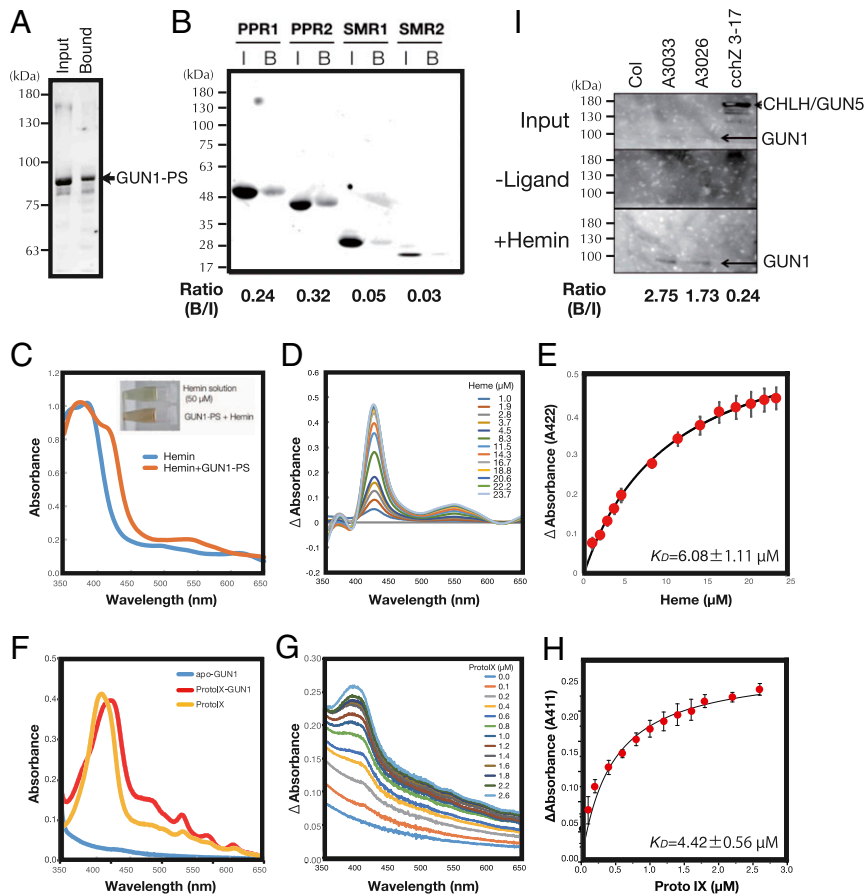 A
Input
Bound
(kDa)
180
130
100
75
63
GUN1-PS
B
PPR1 PPR2 SMR1 SMR2
I B I B I B I B
(kDa)
180
130
100
75
63
48
35
28
17
Ratio (B/I)
0.24 0.32 0.05 0.03
I
Col
A3033
A3026
cchZ 3-17
(kDa)
Input
180
130
100
CHLH/GUN5
GUN1
-Ligand
180
130
100
+Hemin
180
130
100
GUN1
Ratio (B/I)
2.75 1.73 0.24
C
Absorbance
1.0
0.8
0.6
0.4
0.2
0.0
350 400 450 500 550 600 650
Wavelength (nm)
Hemin solution
(50 μM)
GUN1-PS + Hemin
Hemin
Hemin+GUN1-PS
D
Δ Absorbance
0.6
0.5
0.4
0.3
0.2
0.1
0
-0.1
-0.2
350 400 450 500 550 600 650
Wavelength (nm)
Heme (μM)
1.0
1.9
2.8
3.7
4.5
8.3
11.5
14.3
16.7
18.8
20.6
22.2
23.7
E
Δ Absorbance (A422)
0.5
0.4
0.3
0.2
0.1
0.0
0 5 10 15 20 25
Heme (μM)
KD=6.08±1.11 μM
F
Absorbance
0.6
0.5
0.4
0.3
0.2
0.1
0.0
350 400 450 500 550 600 650
Wavelength (nm)
apo-GUN1
ProtoIX-GUN1
ProtoIX
G
Δ Absorbance
0.30
0.25
0.20
0.15
0.10
0.05
0.00
350 400 450 500 550 600 650
Wavelength (nm)
ProtoIX (μM)
0.0
0.1
0.2
0.4
0.6
0.8
1.0
1.2
1.4
1.6
1.8
2.2
2.6
H
ΔAbsorbance (A411)
0.20
0.15
0.10
0.05
0.00
0.0 0.5 1.0 1.5 2.0 2.5 3.0
Proto IX (μM)
KD=4.42±0.56 μM